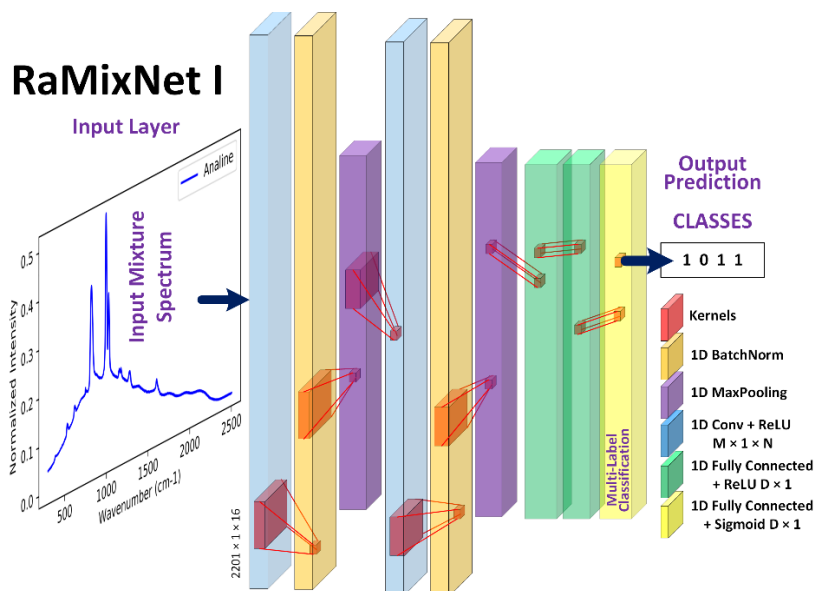 RaMixNet I
Input Layer
Analine
Input Mixture
Spectrum
Normalized Intensity
0.5
0.4
0.3
0.2
0.1
0.0
500
1000
1500
2000
2500
Wavenumber (cm-1)
2201 × 1 × 16
Multi-Label
Classification
Output
Prediction
CLASSES
1 0 1 1
Kernels
1D BatchNorm
1D MaxPooling
1D Conv + ReLU
M × 1 × N
1D Fully Connected
+ ReLU D × 1
1D Fully Connected
+ Sigmoid D × 1